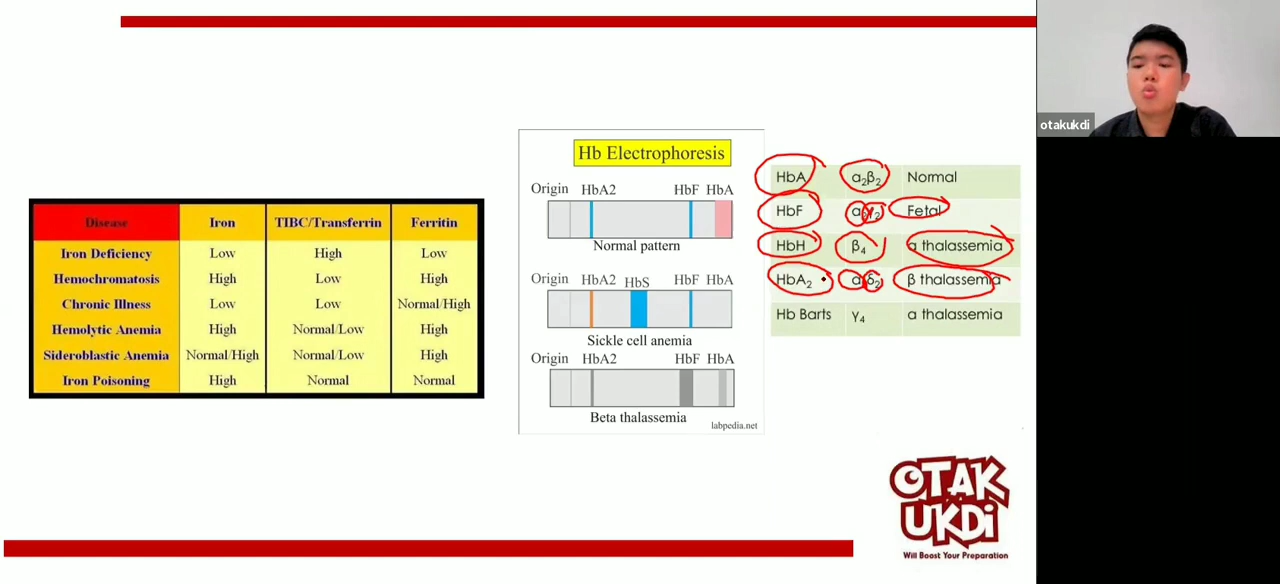 Disease Iron TIBC/Transferrin Ferritin
Iron Deficiency Low High Low
Hemochromatosis High Low High
Chronic Illness Low Low Normal/High
Hemolytic Anemia High Normal/Low High
Sideroblastic Anemia Normal/High Normal/Low High
Iron Poisoning High Normal Normal
Hb Electrophoresis
Origin HbA2 HbF HbA
Normal pattern
Origin HbA2 HbS HbF HbA
Sickle cell anemia
Origin HbA2 HbF HbA
Beta thalassemia
labpedia.net
HbA α₂β₂ Normal
HbF α₂γ₂ Fetal
HbH β₄ α thalassemia
HbA₂ α₂δ₂ β thalassemia
Hb Barts γ₄ α thalassemia
otakukdi
OTAK
UKDi
Will Boost Your Preparation